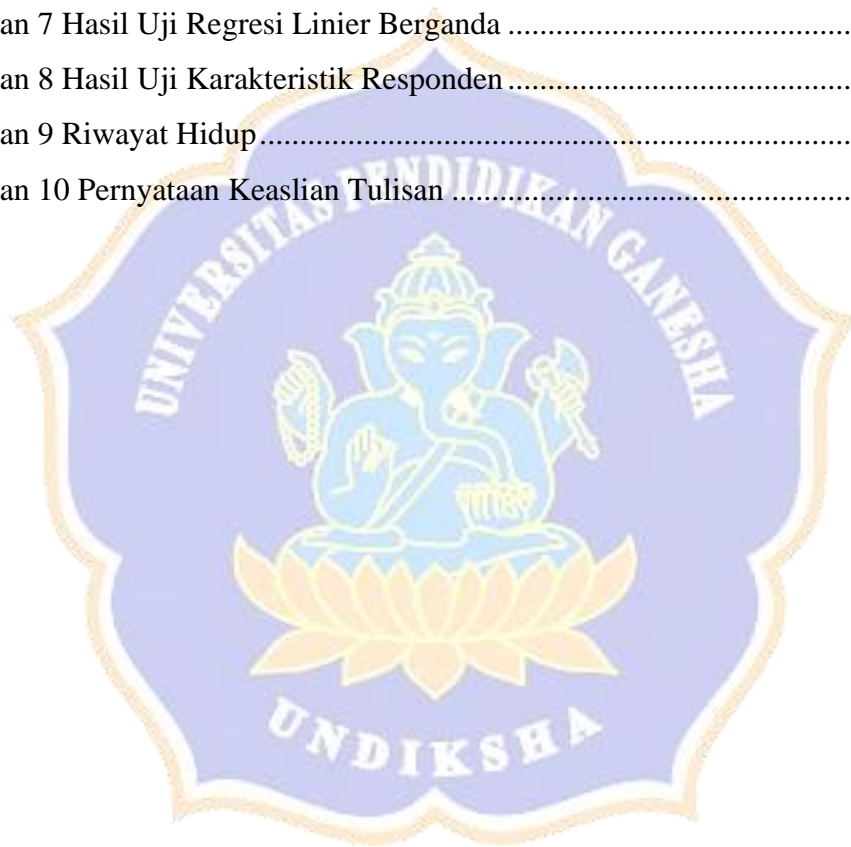 an 7 Hasil Uji Regresi Linier Berganda ...........................................
an 8 Hasil Uji Karakteristik Responden ...........................................
an 9 Riwayat Hidup..........................................................................
an 10 Pernyataan Keaslian Tulisan ..................................................
UNIVERSITAS PENDIDIKAN GANESHA
UNDIKSHA